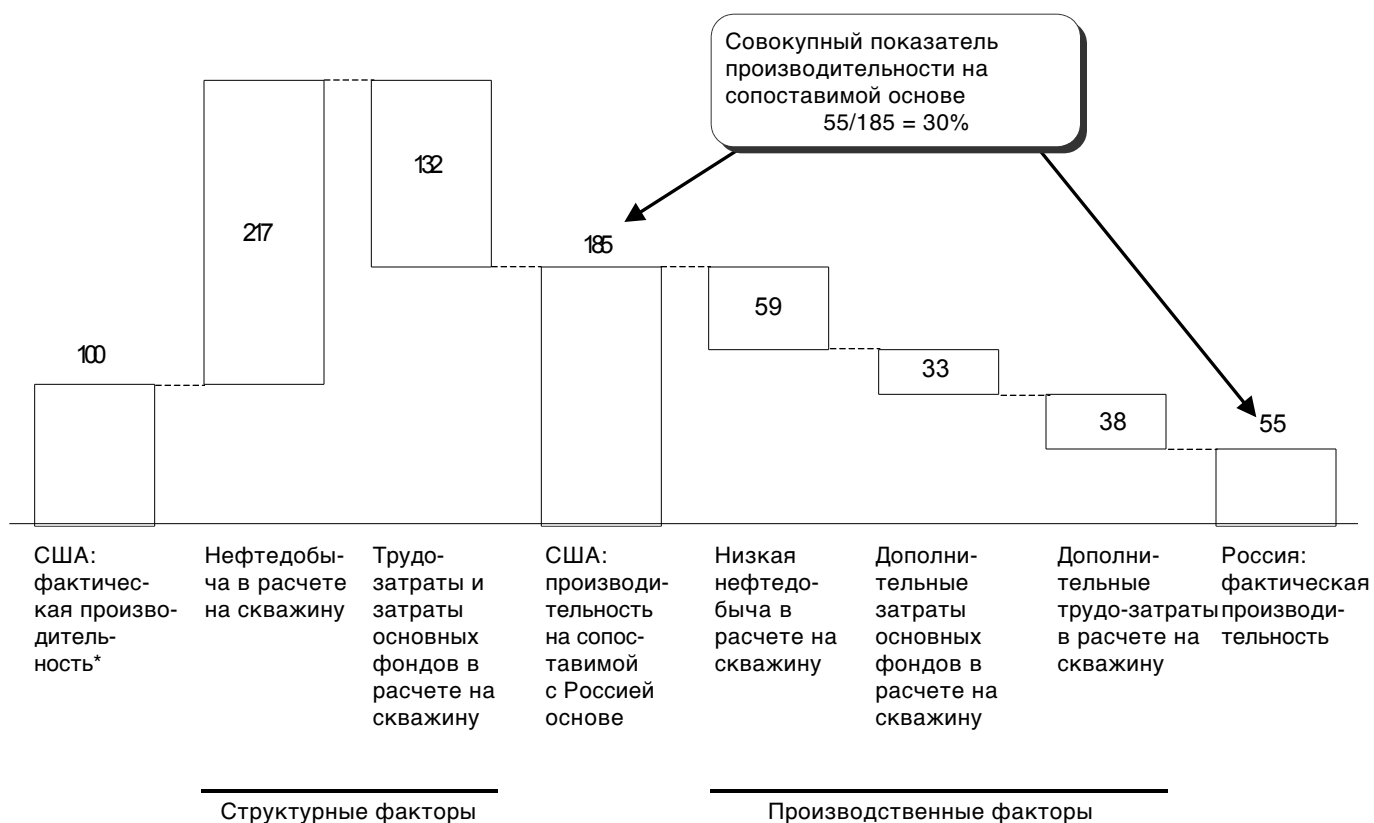 Совокупный показатель
производительности на
сопоставимой основе
55/185 = 30%
100
217
132
185
59
33
38
55
США:
фактичес-
кая произво-
дитель-
ность*
Нефтедобы-
ча в расчете
на скважину
Трудо-
затраты и
затраты
основных
фондов в
расчете на
скважину
США:
производи-
тельность
на сопос-
тавимой
с Россией
основе
Низкая
нефтедо-
быча в
расчете на
скважину
Дополни-
тельные
затраты
основных
фондов в
расчете на
скважину
Дополни-
тельные
трудо-затраты
в расчете на
скважину
Россия:
фактическая
производи-
тельность
Структурные факторы
Производственные факторы